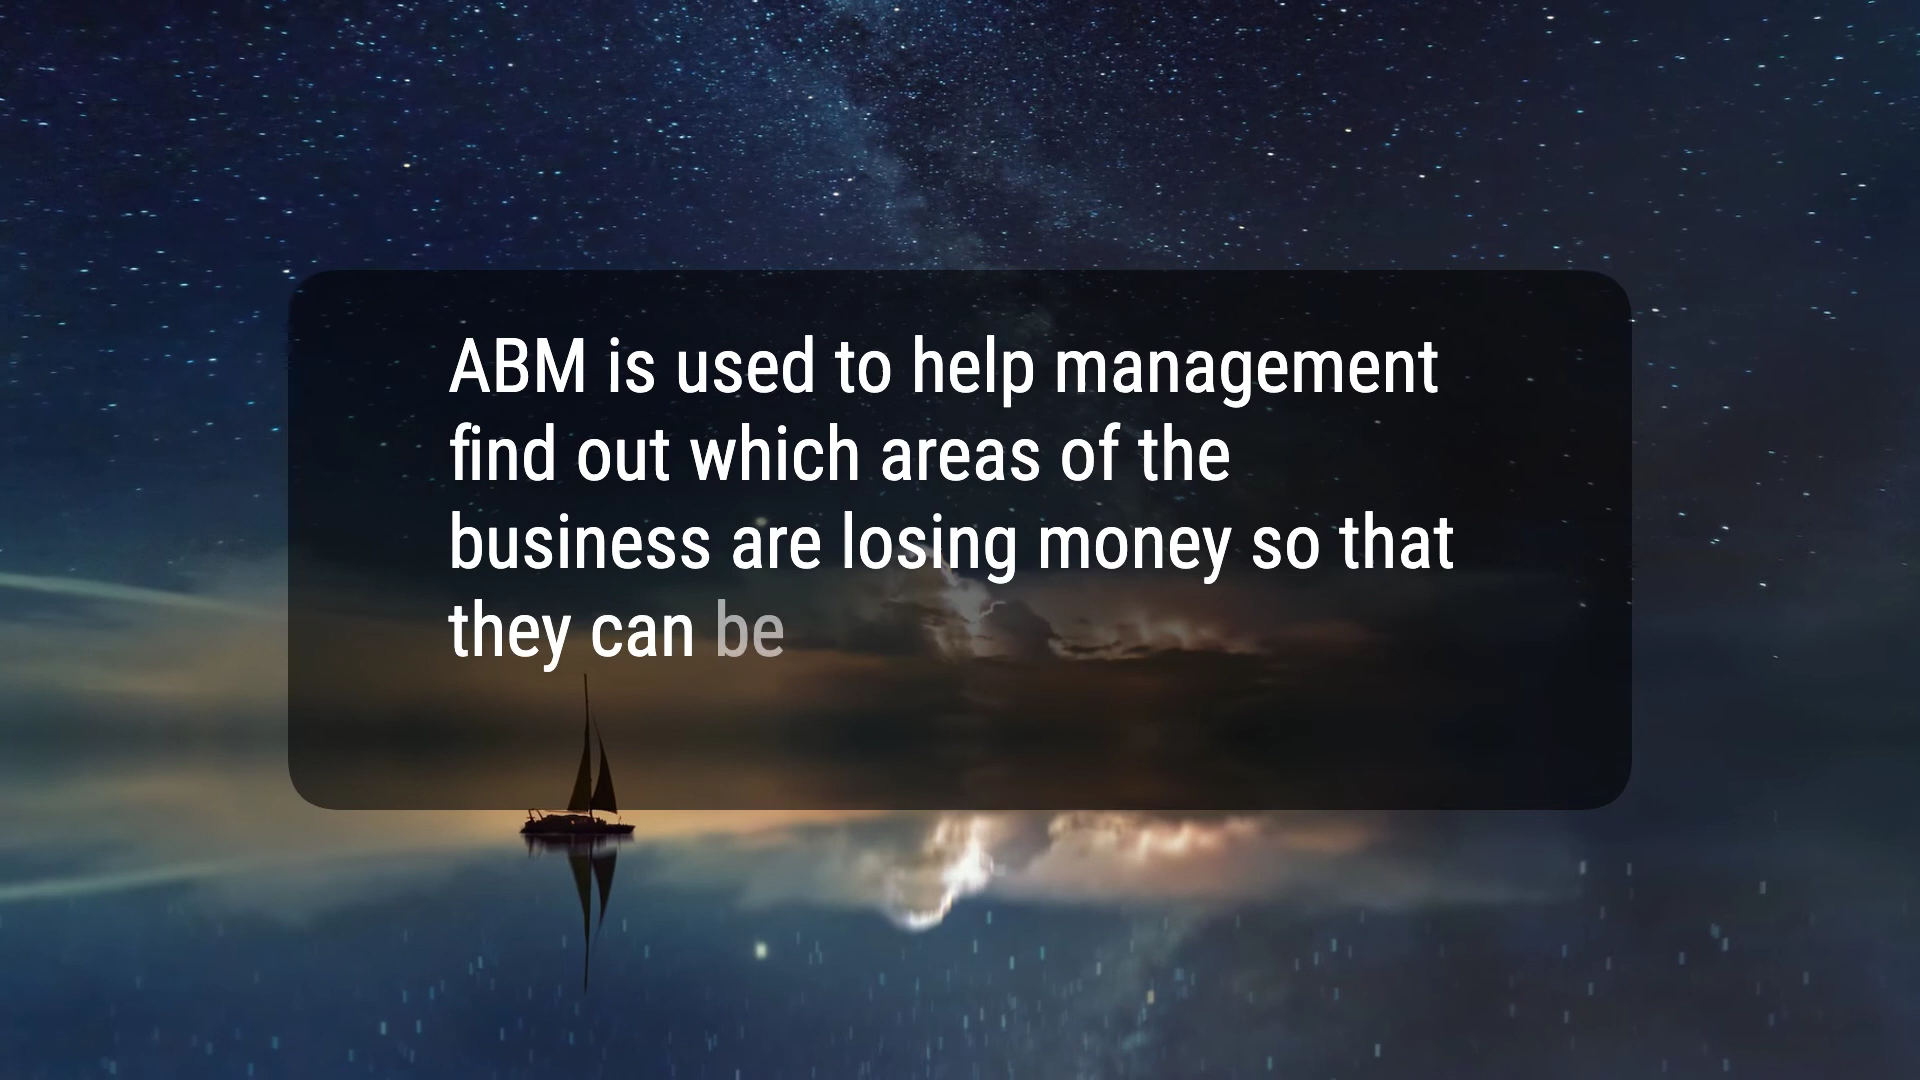 ABM is used to help management
find out which areas of the
business are losing money so that
they can be